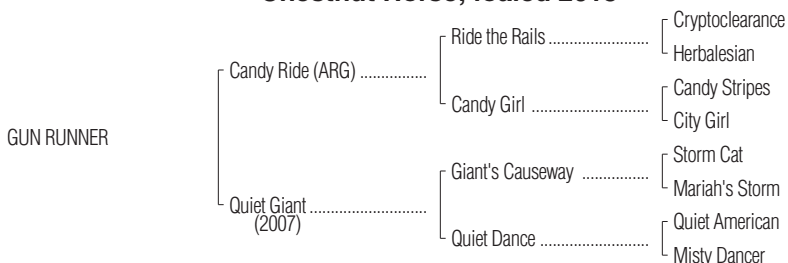 Cryptoclearance
Ride the Rails ........................
Herbalesian
Candy Ride (ARG) ................
Candy Stripes
Candy Girl ............................
City Girl
GUN RUNNER
Storm Cat
Giant's Causeway ................
Mariah's Storm
Quiet Giant ............................
(2007)
Quiet American
Quiet Dance ..........................
Misty Dancer